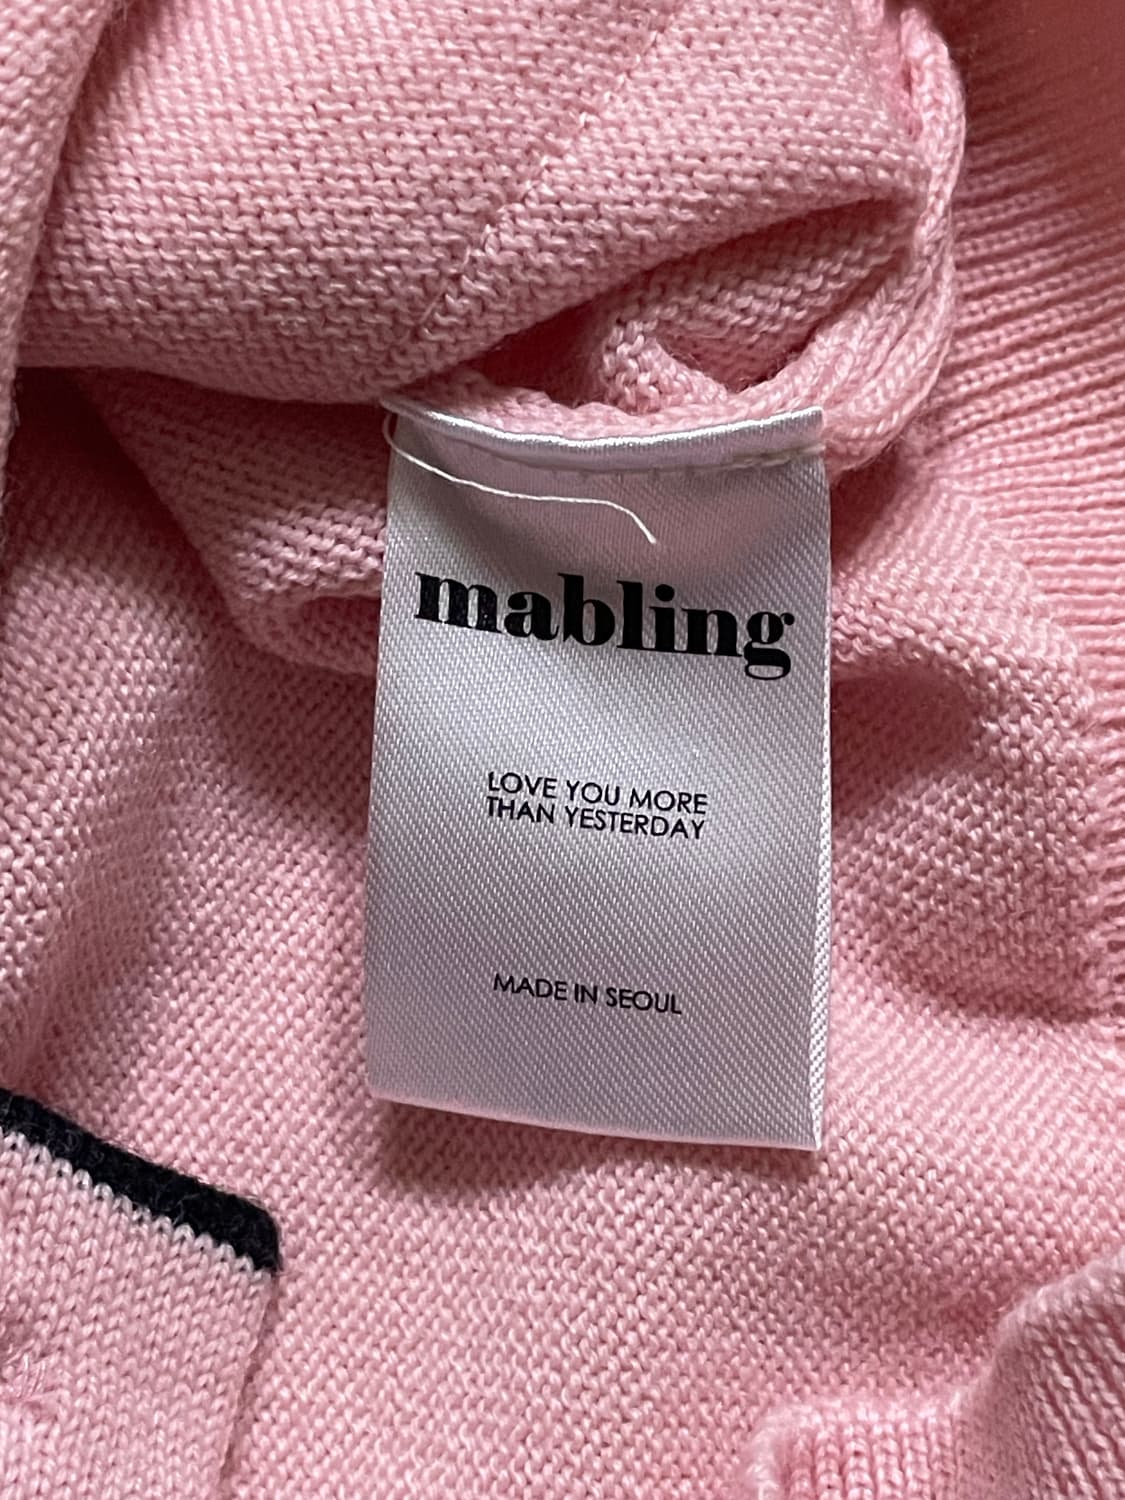 mabling
LOVE YOU MORE
THAN YESTERDAY
MADE IN SEOUL